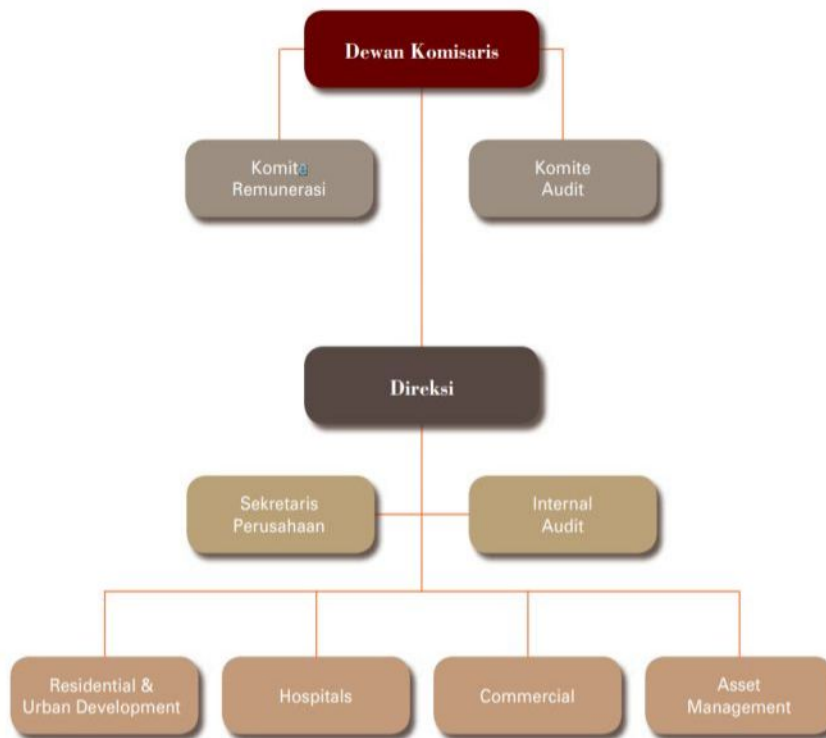 Dewan Komisaris
Komite
Remunerasi
Komite
Audit
Direksi
Sekretaris
Perusahaan
Internal
Audit
Residential &
Urban Development
Hospitals
Commercial
Asset
Management